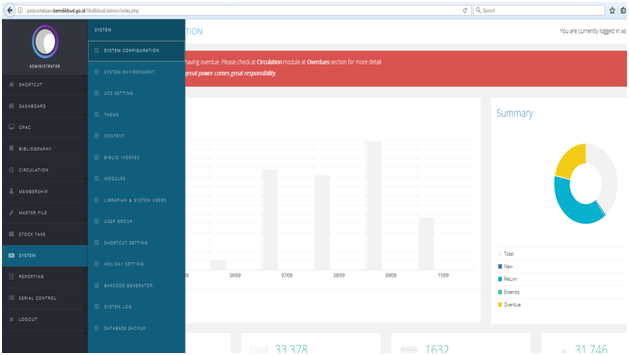 perpustakaan.kemdikbud.go.id/libdikbud/admin/index.php
Search
ADMINISTRATOR
SHORTCUT
DASHBOARD
OPAC
BIBLIOGRAPHY
CIRCULATION
MEMBERSHIP
MASTER FILE
STOCK TAKE
SYSTEM
REPORTING
SERIAL CONTROL
LOGOUT
SYSTEM
SYSTEM CONFIGURATION
SYSTEM ENVIRONMENT
UCS SETTING
THEME
CONTENT
BIBLIO INDEXES
MODULES
LIBRARIAN & SYSTEM USERS
USER GROUP
SHORTCUT SETTING
HOLIDAY SETTING
BARCODE GENERATOR
SYSTEM LOG
DATABASE BACKUP
TION
You are currently logged in as
having overdue. Please check at Circulation module at Overdues section for more detail
great power comes great responsibility.
06/09 07/09 08/09 09/09 11/09
Summary
Total
New
Return
Extends
Overdue
33,378
1632
31,746